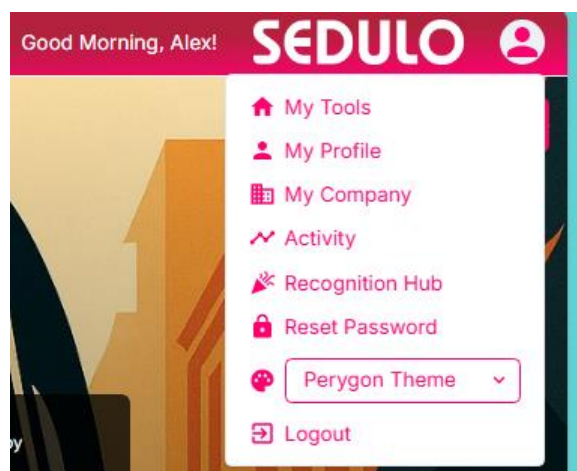 Good Morning, Alex!
SEDULO
My Tools
My Profile
My Company
Activity
Recognition Hub
Reset Password
Perygon Theme
Logout